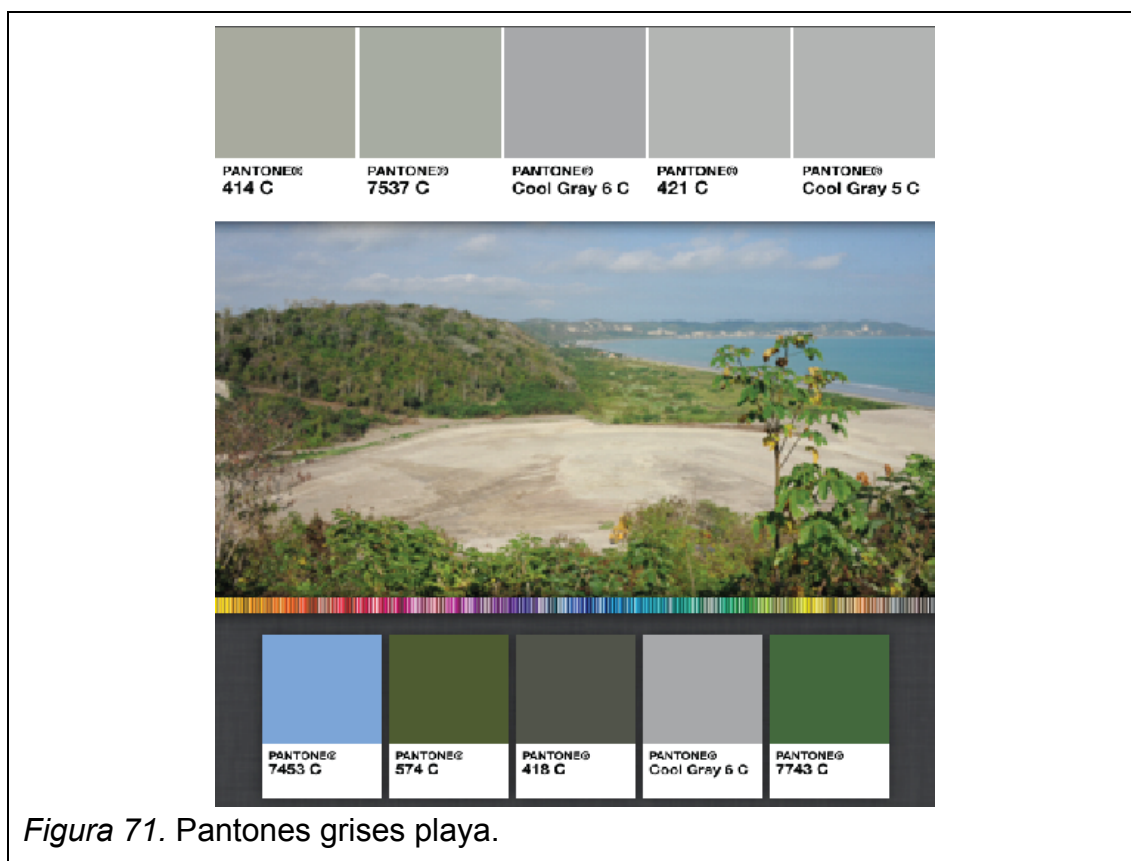 PANTONE®
414 C
PANTONE®
7537 C
PANTONE®
Cool Gray 6 C
PANTONE®
421 C
PANTONE®
Cool Gray 5 C
PANTONE®
7453 C
PANTONE®
574 C
PANTONE®
418 C
PANTONE®
Cool Gray 6 C
PANTONE®
7743 C
Figura 71. Pantones grises playa.